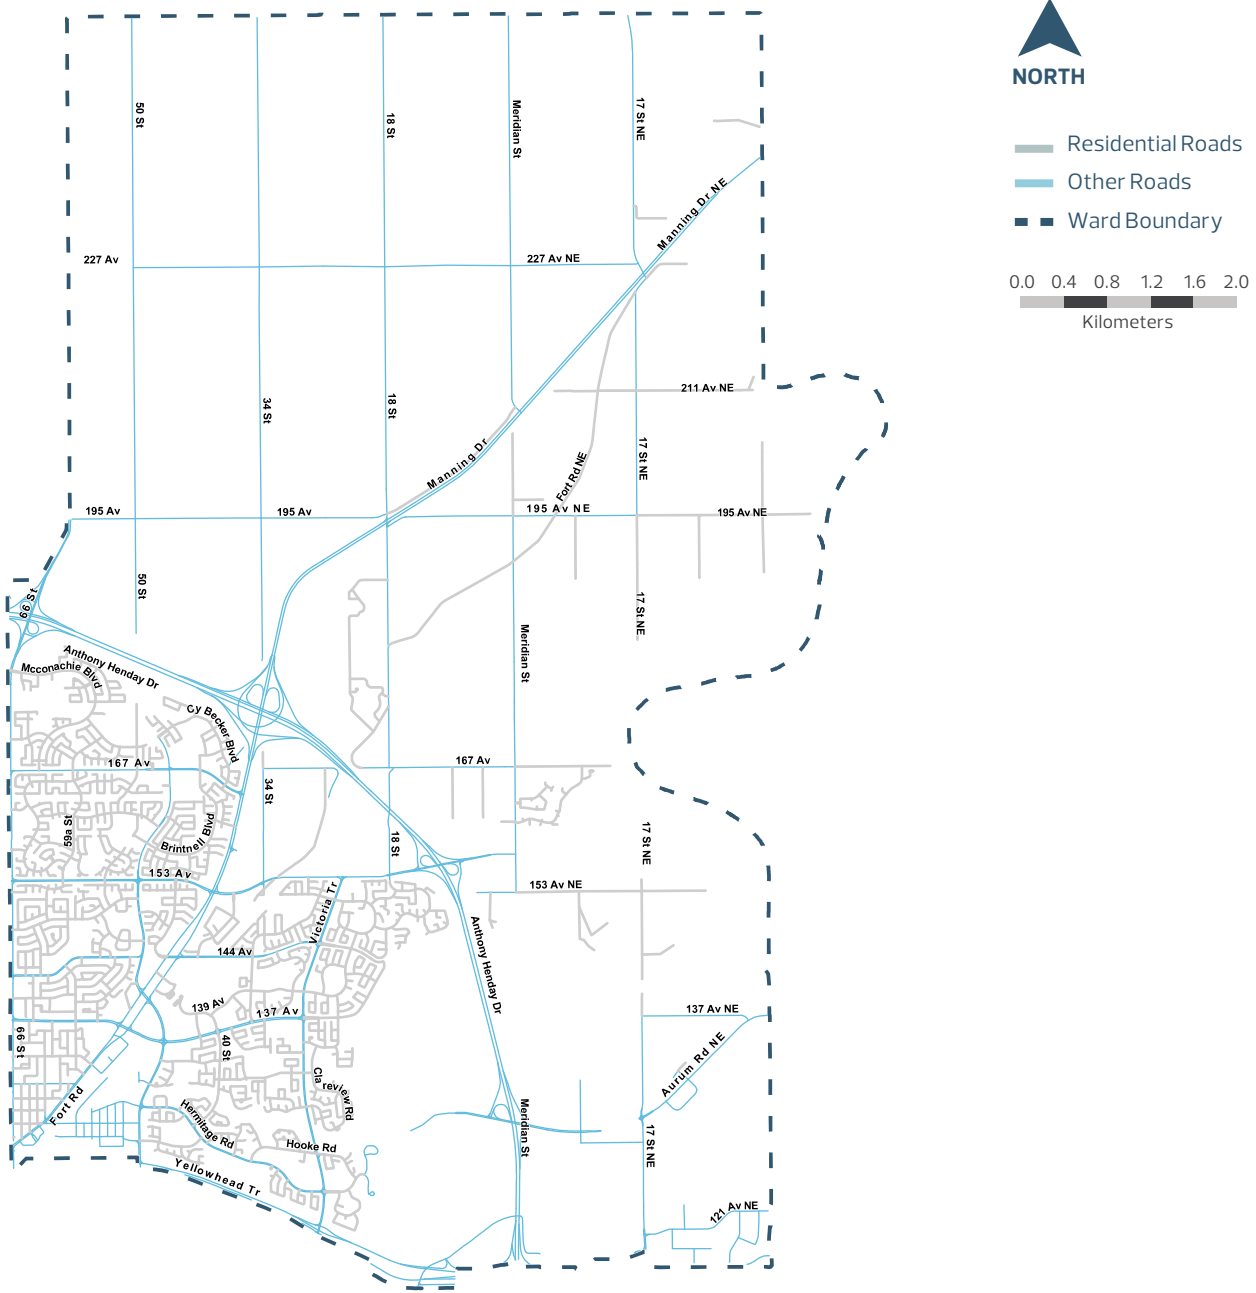 NORTH
Residential Roads
Other Roads
Ward Boundary
0.0 0.4 0.8 1.2 1.6 2.0
Kilometers
50 St
18 St
Meridian St
17 St NE
Manning Dr NE
227 Av
227 Av NE
211 Av NE
34 St
18 St
Manning Dr
17 St NE
Fort Rd NE
195 Av
195 Av
195 Av NE
195 Av NE
50 St
66 St
17 St NE
Meridian St
Anthony Henday Dr
Mcconachie Blvd
Cy Becker Blvd
167 Av
167 Av
34 St
59a St
Brintnell Blvd
18 St
17 St NE
153 Av
153 Av NE
Victoria Tr
144 Av
Anthony Henday Dr
139 Av
137 Av
137 Av NE
66 St
40 St
Aurum Rd NE
Cla review Rd
Fort Rd
Hermitage Rd
Hooke Rd
Meridian St
17 St NE
Yellowhead Tr
121 Av NE